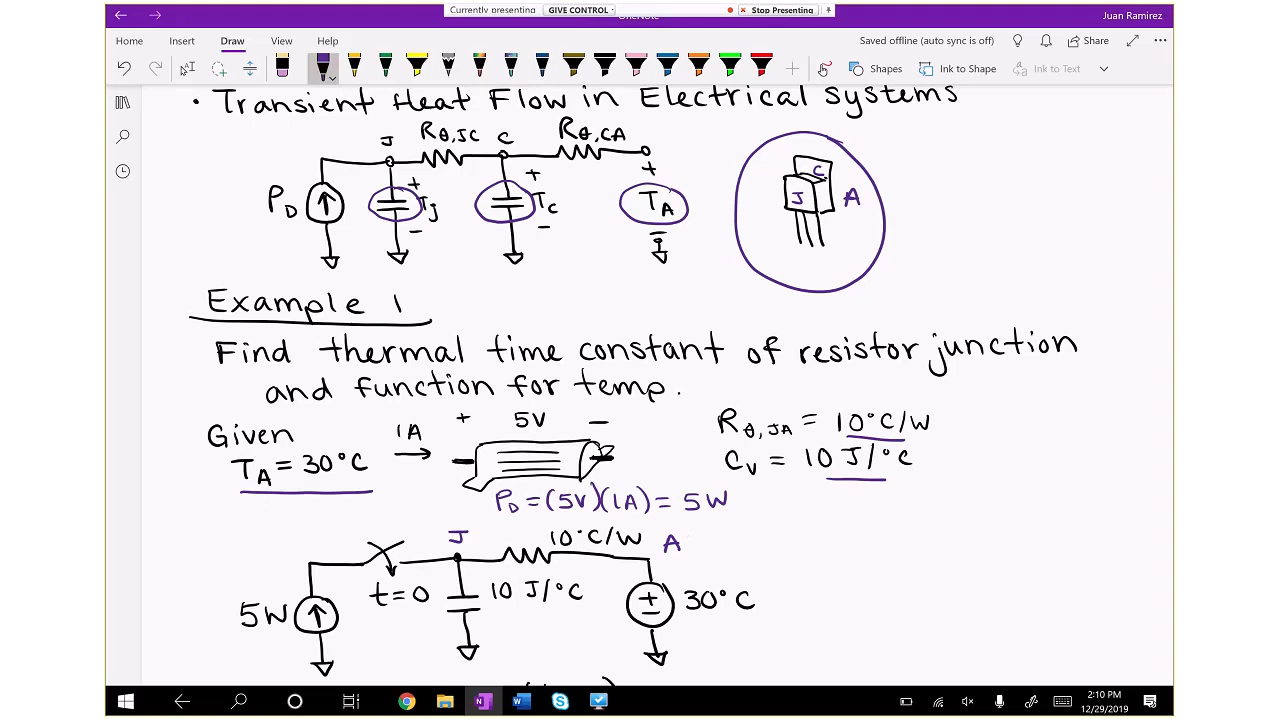 Currently presenting GIVE CONTROL Stop Presenting
OneNote
Juan Ramirez
Home Insert Draw View Help
Saved offline (auto sync is off) Share
Shapes Ink to Shape Ink to Text
• Transient Heat Flow in Electrical Systems
J Rθ,JC C Rθ,CA
PD + Tj − + Tc − + TA −
C
J A
Example 1
Find thermal time constant of resistor junction
and function for temp.
Given
TA = 30°C
1A + 5V −
Rθ,JA = 10°C/W
Cv = 10 J/°C
PD = (5V)(1A) = 5W
J 10°C/W A
5W t=0 10 J/°C + − 30°C
2:10 PM
12/29/2019